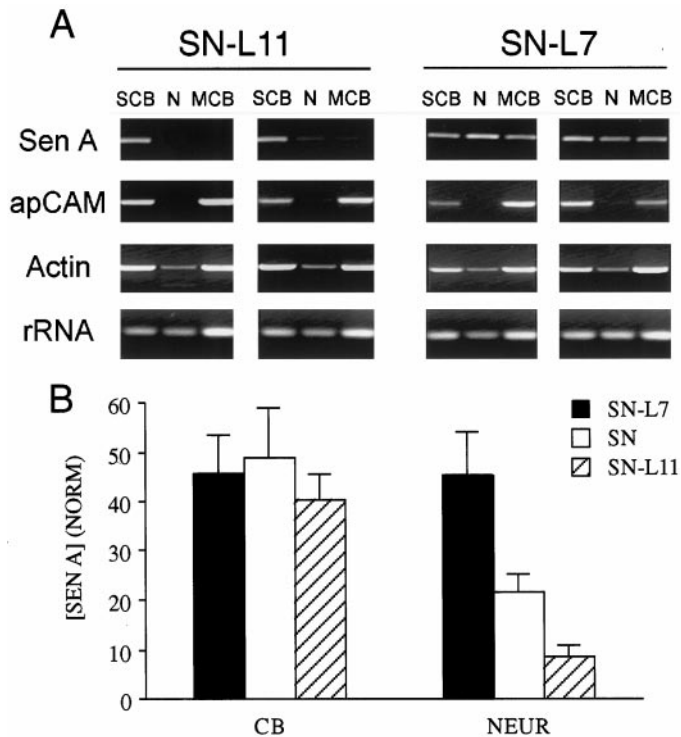 A
SN-L11 SN-L7
SCB N MCB SCB N MCB SCB N MCB SCB N MCB
Sen A
apCAM
Actin
rRNA
B
[SEN A] (NORM)
60
50
40
30
20
10
0
SN-L7
SN
SN-L11
CB NEUR